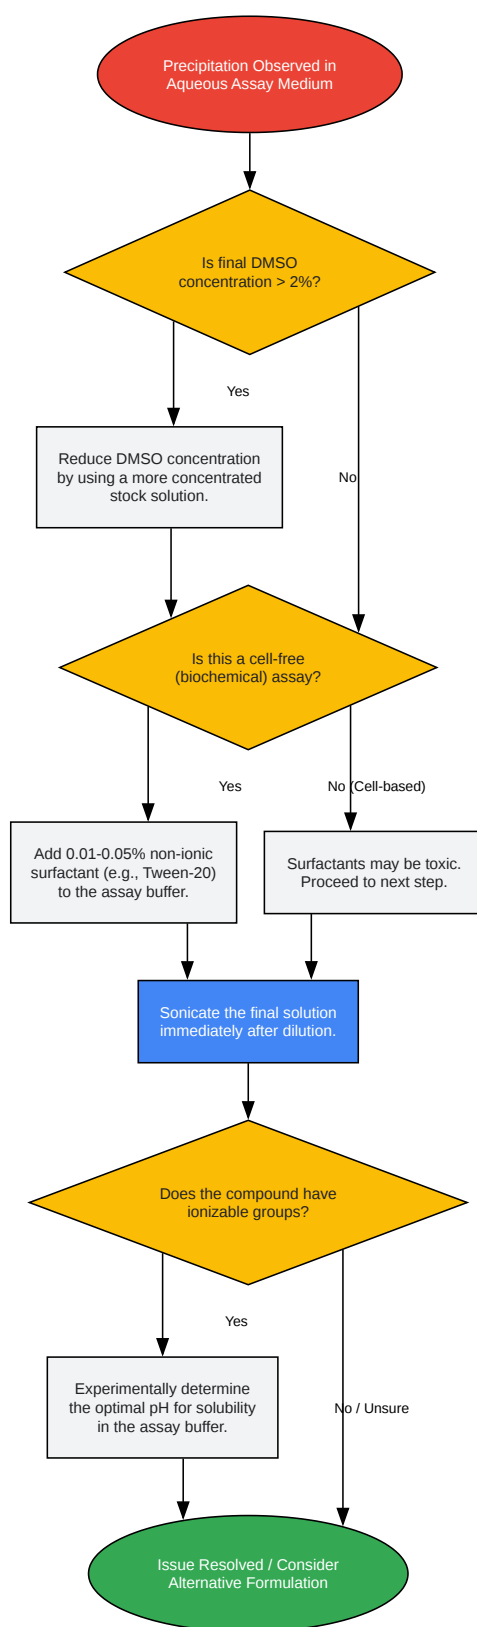 Precipitation Observed in
Aqueous Assay Medium
Is final DMSO
concentration > 2%?
Yes
Reduce DMSO concentration
by using a more concentrated
stock solution.
No
Is this a cell-free
(biochemical) assay?
Yes
No (Cell-based)
Add 0.01-0.05% non-ionic
surfactant (e.g., Tween-20)
to the assay buffer.
Surfactants may be toxic.
Proceed to next step.
Sonicate the final solution
immediately after dilution.
Does the compound have
ionizable groups?
Yes
Experimentally determine
the optimal pH for solubility
in the assay buffer.
No / Unsure
Issue Resolved / Consider
Alternative Formulation